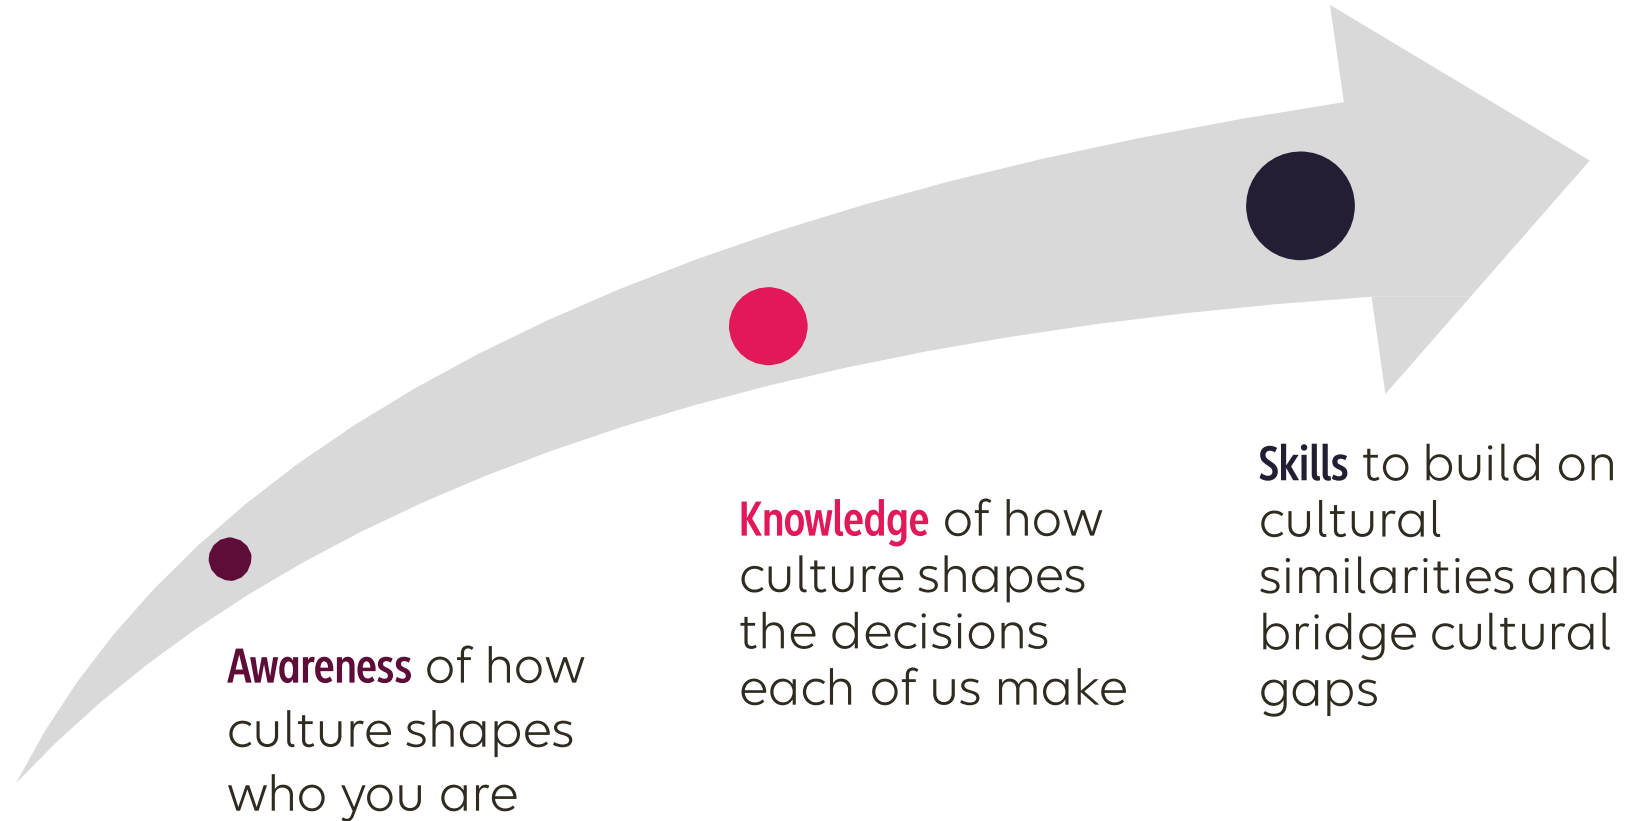 Awareness of how
culture shapes
who you are
Knowledge of how
culture shapes
the decisions
each of us make
Skills to build on
cultural
similarities and
bridge cultural
gaps